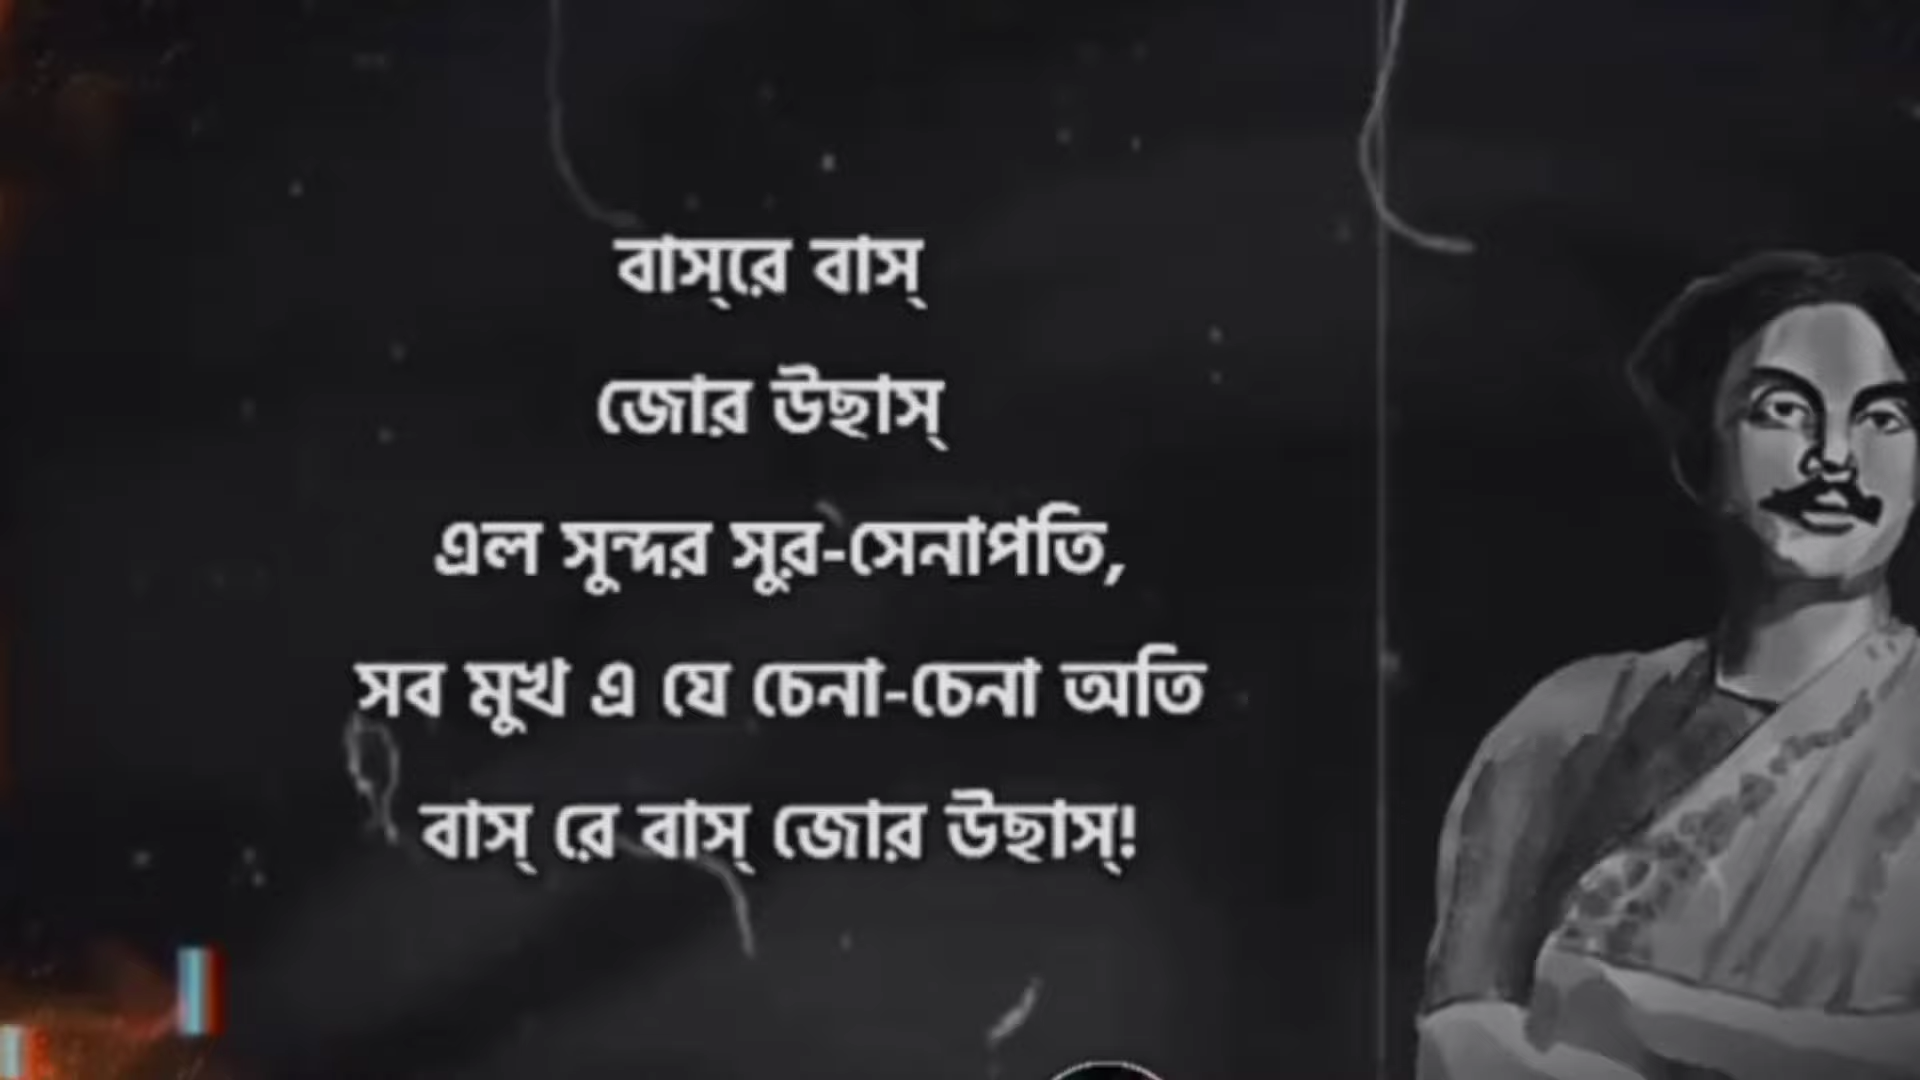 বাস্‌রে বাস্
জোর উছাস্
এল সুন্দর সুর-সেনাপতি,
সব মুখ এ যে চেনা-চেনা অতি
বাস্ রে বাস্ জোর উছাস্!